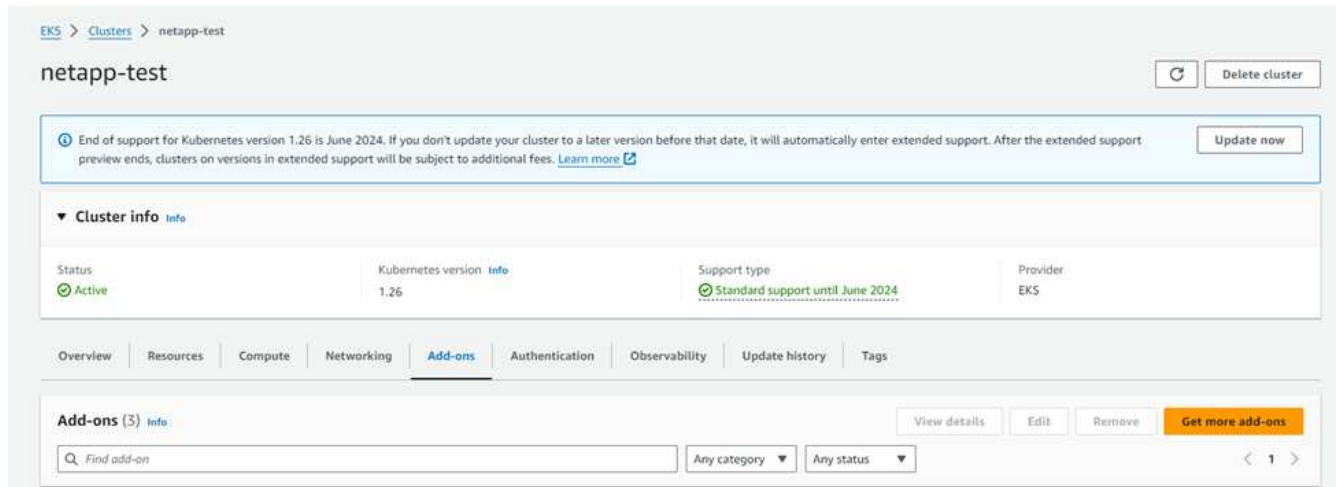 EKS > Clusters > netapp-test
netapp-test
Delete cluster
End of support for Kubernetes version 1.26 is June 2024. If you don't update your cluster to a later version before that date, it will automatically enter extended support. After the extended support
preview ends, clusters on versions in extended support will be subject to additional fees. Learn more
Update now
Cluster info Info
Status
Kubernetes version Info
Support type
Provider
Active
1.26
Standard support until June 2024
EKS
Overview
Resources
Compute
Networking
Add-ons
Authentication
Observability
Update history
Tags
Add-ons (3) Info
View details
Edit
Remove
Get more add-ons
Find add-on
Any category
Any status
< 1 >